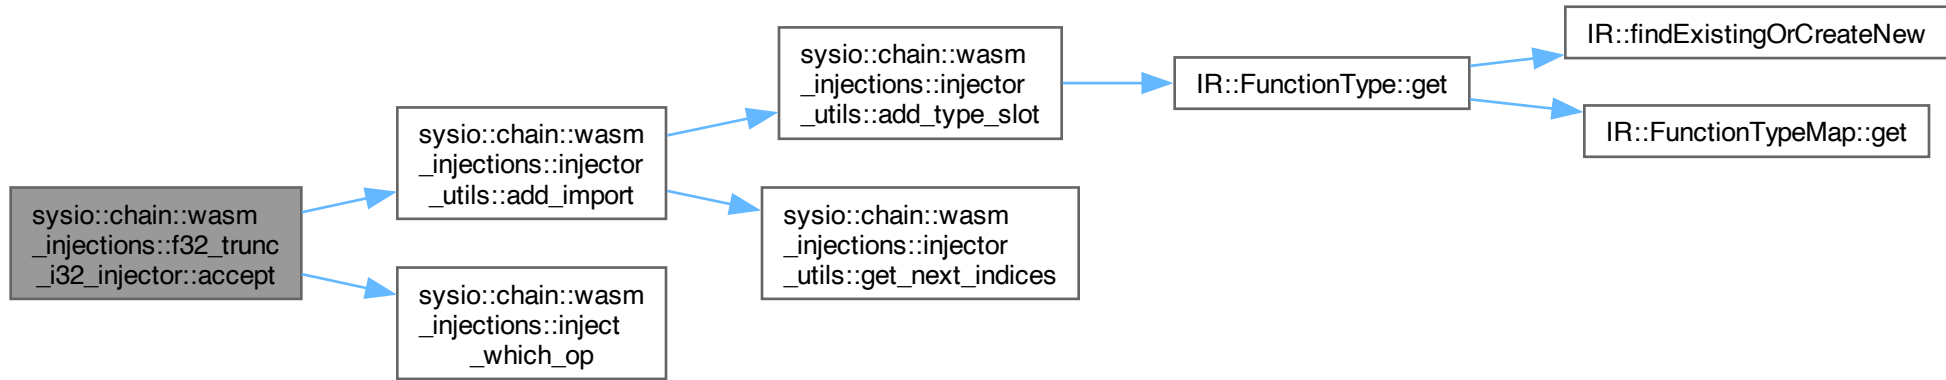 sysio::chain::wasm
_injections::f32_trunc
_i32_injector::accept
sysio::chain::wasm
_injections::injector
_utils::add_import
sysio::chain::wasm
_injections::inject
_which_op
sysio::chain::wasm
_injections::injector
_utils::add_type_slot
sysio::chain::wasm
_injections::injector
_utils::get_next_indices
IR::FunctionType::get
IR::findExistingOrCreateNew
IR::FunctionTypeMap::get